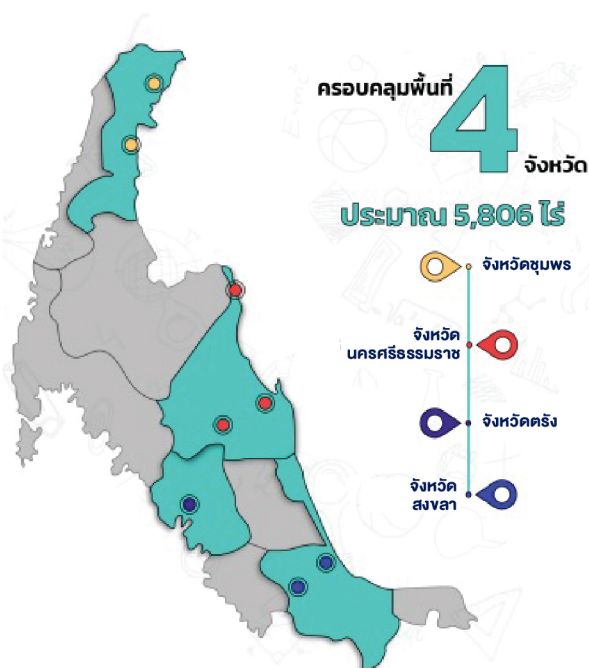 ครอบคลุมพื้นที่
4
จังหวัด
ประมาณ 5,806 ไร่
จังหวัดชุมพร
จังหวัด
นครศรีธรรมราช
จังหวัดตรัง
จังหวัด
สงขลา